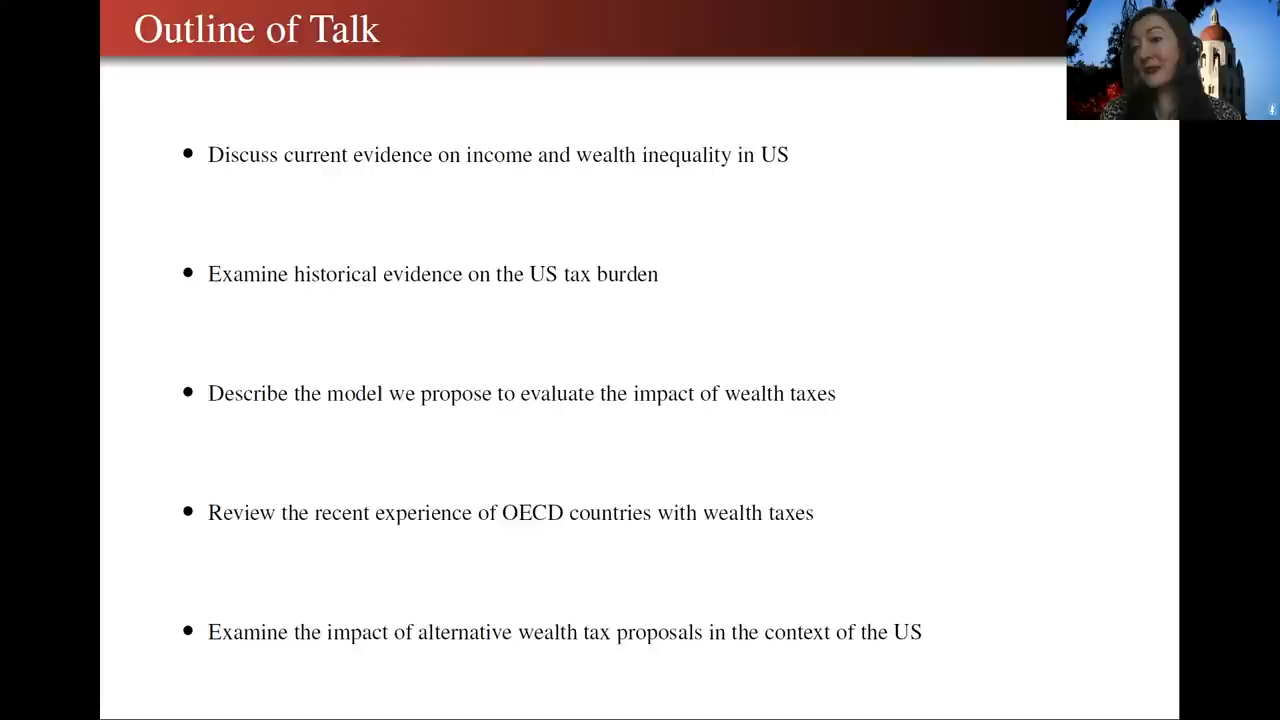 Outline of Talk
• Discuss current evidence on income and wealth inequality in US
• Examine historical evidence on the US tax burden
• Describe the model we propose to evaluate the impact of wealth taxes
• Review the recent experience of OECD countries with wealth taxes
• Examine the impact of alternative wealth tax proposals in the context of the US